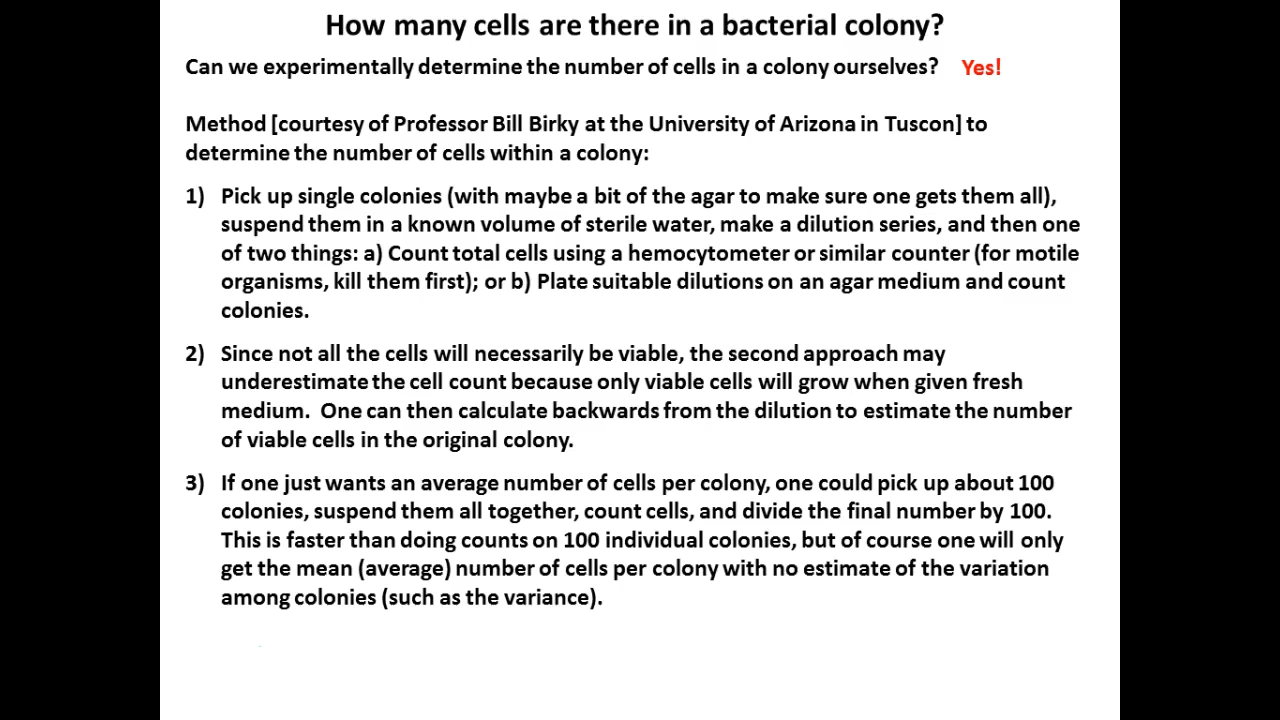 How many cells are there in a bacterial colony?
Can we experimentally determine the number of cells in a colony ourselves? Yes!
Method [courtesy of Professor Bill Birky at the University of Arizona in Tuscon] to
determine the number of cells within a colony:
1) Pick up single colonies (with maybe a bit of the agar to make sure one gets them all),
suspend them in a known volume of sterile water, make a dilution series, and then one
of two things: a) Count total cells using a hemocytometer or similar counter (for motile
organisms, kill them first); or b) Plate suitable dilutions on an agar medium and count
colonies.
2) Since not all the cells will necessarily be viable, the second approach may
underestimate the cell count because only viable cells will grow when given fresh
medium. One can then calculate backwards from the dilution to estimate the number
of viable cells in the original colony.
3) If one just wants an average number of cells per colony, one could pick up about 100
colonies, suspend them all together, count cells, and divide the final number by 100.
This is faster than doing counts on 100 individual colonies, but of course one will only
get the mean (average) number of cells per colony with no estimate of the variation
among colonies (such as the variance).